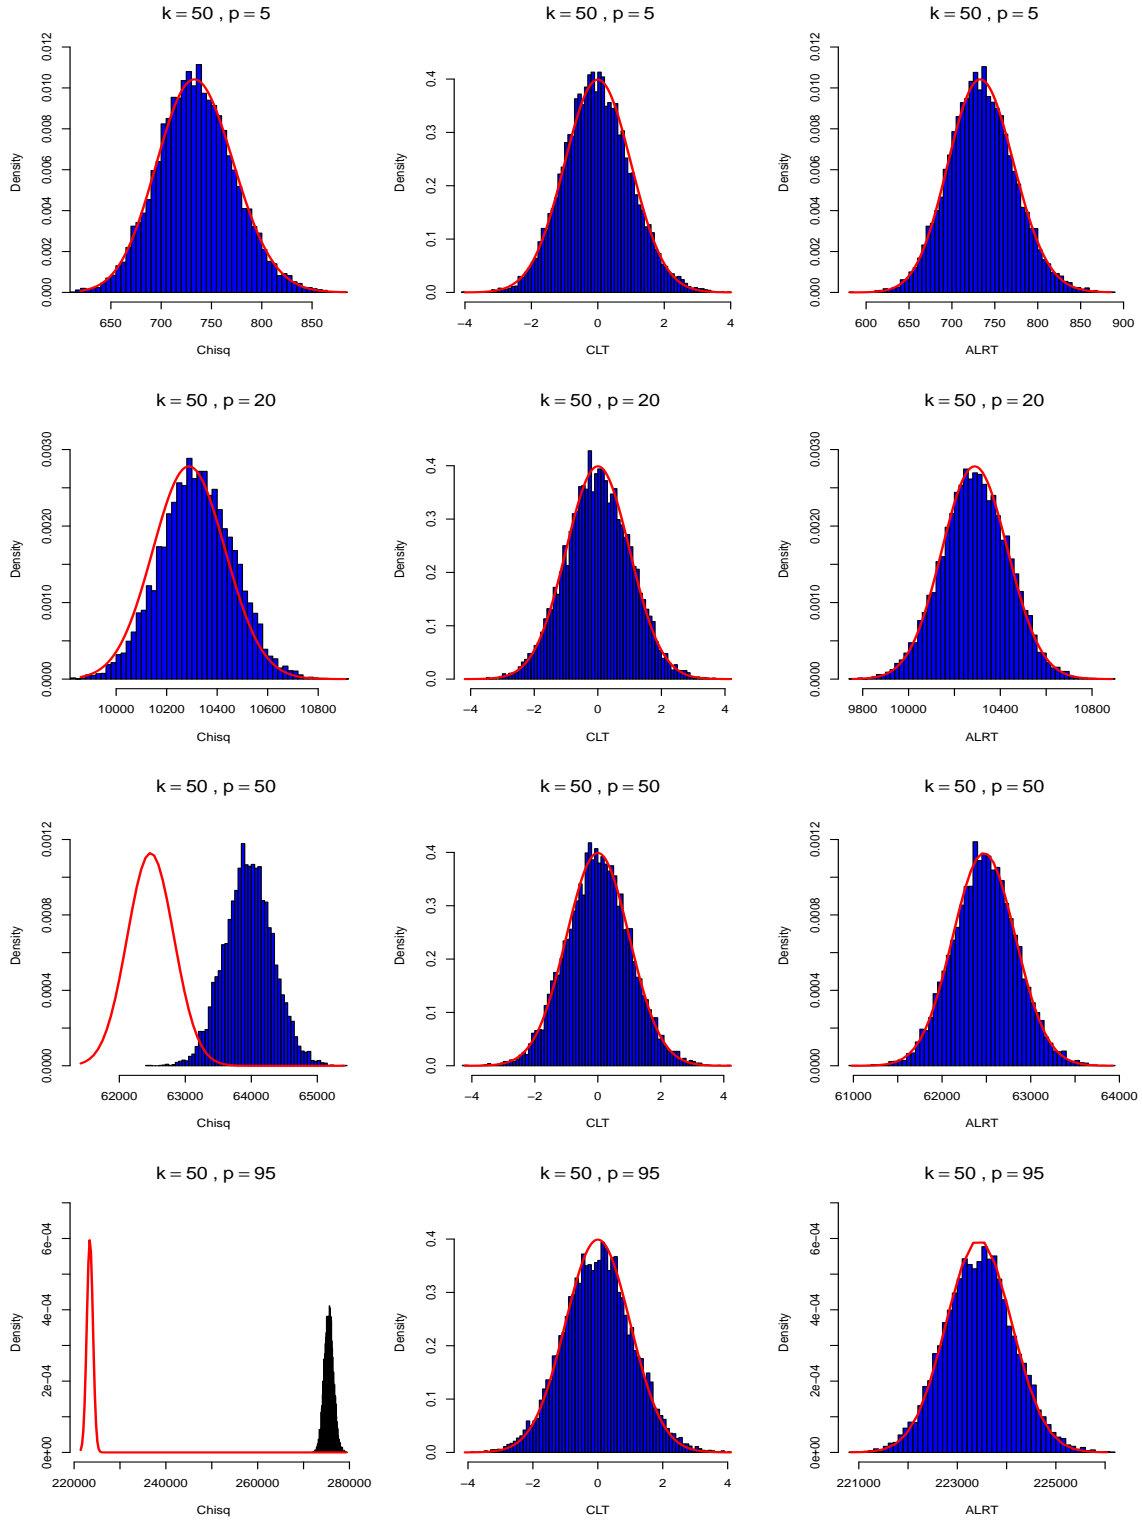 k = 50 , p = 5
k = 50 , p = 5
k = 50 , p = 5
Density
0.000
0.002
0.004
0.006
0.008
0.010
0.012
650
700
750
800
850
Chisq
Density
0.0
0.1
0.2
0.3
0.4
−4
−2
0
2
4
CLT
Density
0.000
0.002
0.004
0.006
0.008
0.010
0.012
600
650
700
750
800
850
900
ALRT
k = 50 , p = 20
k = 50 , p = 20
k = 50 , p = 20
Density
0.0000
0.0010
0.0020
0.0030
10000
10200
10400
10600
10800
Chisq
Density
0.0
0.1
0.2
0.3
0.4
−4
−2
0
2
4
CLT
Density
0.0000
0.0010
0.0020
0.0030
9800
10000
10400
10800
ALRT
k = 50 , p = 50
k = 50 , p = 50
k = 50 , p = 50
Density
0.0000
0.0004
0.0008
0.0012
62000
63000
64000
65000
Chisq
Density
0.0
0.1
0.2
0.3
0.4
−4
−2
0
2
4
CLT
Density
0.0000
0.0004
0.0008
0.0012
61000
62000
63000
64000
ALRT
k = 50 , p = 95
k = 50 , p = 95
k = 50 , p = 95
Density
0e+00
2e−04
4e−04
6e−04
220000
240000
260000
280000
Chisq
Density
0.0
0.1
0.2
0.3
0.4
−4
−2
0
2
4
CLT
Density
0e+00
2e−04
4e−04
6e−04
221000
223000
225000
ALRT